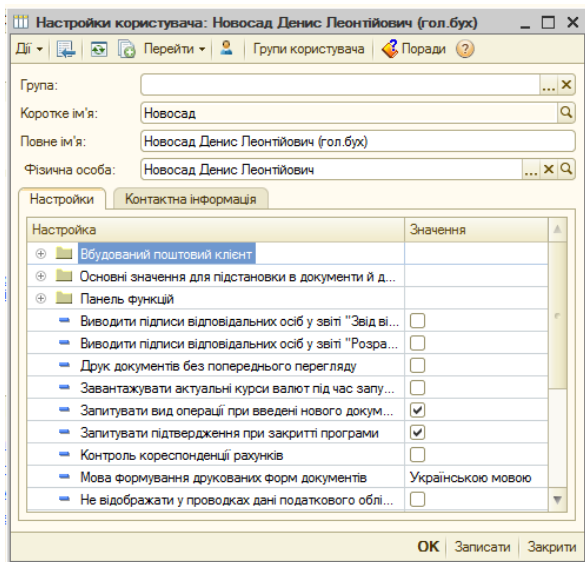 Настройки користувача: Новосад Денис Леонтійович (гол.бух)
Дії Перейти Групи користувача Поради
Група:
Коротке ім'я: Новосад
Повне ім'я: Новосад Денис Леонтійович (гол.бух)
Фізична особа: Новосад Денис Леонтійович
Настройки Контактна інформація
Настройка Значення
Вбудований поштовий клієнт
Основні значення для підстановки в документи й д...
Панель функцій
Виводити підписи відповідальних осіб у звіті "Звід ві...
Виводити підписи відповідальних осіб у звіті "Розра...
Друк документів без попереднього перегляду
Завантажувати актуальні курси валют під час запу...
Запитувати вид операції при введені нового докум...
Запитувати підтвердження при закритті програми
Контроль кореспонденції рахунків
Мова формування друкованих форм документів Українською мовою
Не відображати у проводках дані податкового облі...
OK Записати Закрити